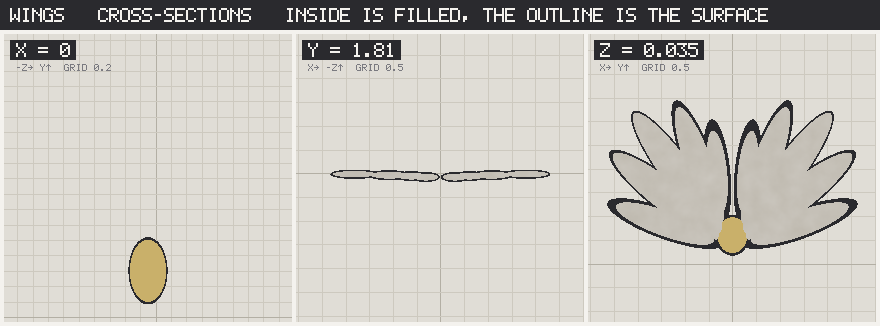 WINGS CROSS-SECTIONS INSIDE IS FILLED, THE OUTLINE IS THE SURFACE
X = 0
-Z→ Y↑ GRID 0.2
Y = 1.81
X→ -Z↑ GRID 0.5
Z = 0.035
X→ Y↑ GRID 0.5